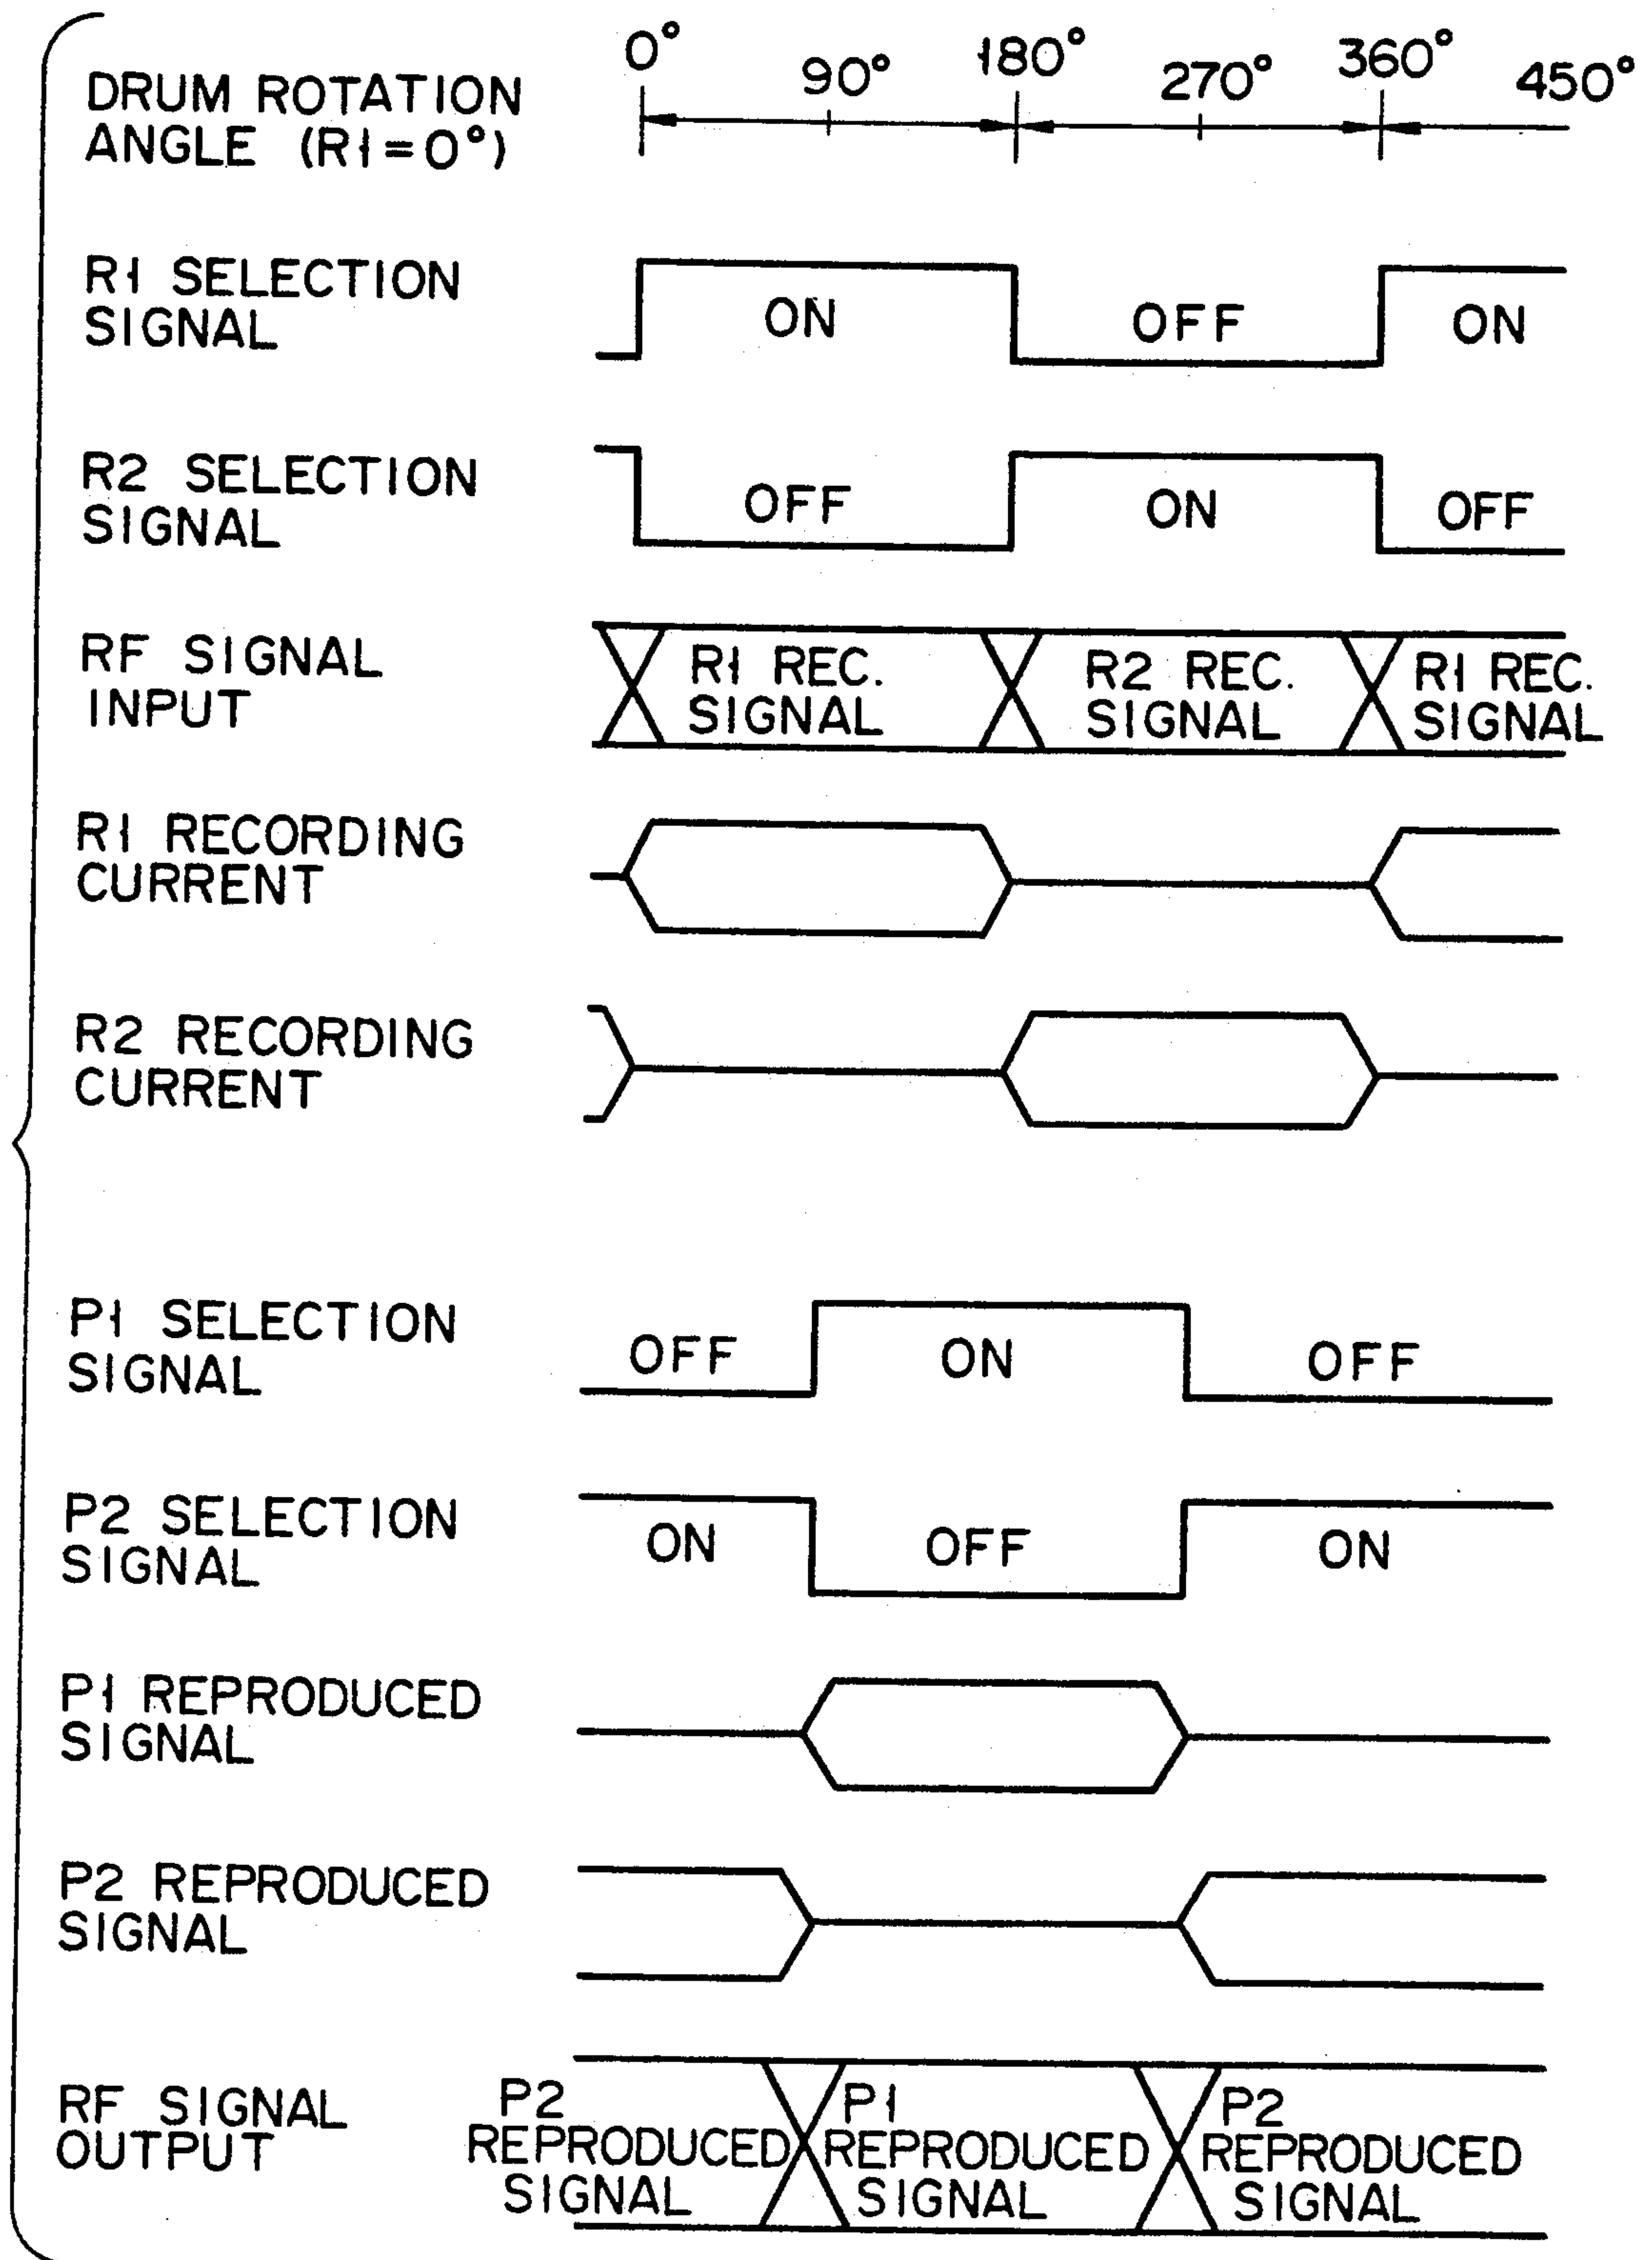 0° 90° 180° 270° 360° 450°
DRUM ROTATION
ANGLE (R1=0°)
R1 SELECTION
SIGNAL
ON OFF ON
R2 SELECTION
SIGNAL
OFF ON OFF
RF SIGNAL
INPUT
R1 REC.
SIGNAL
R2 REC.
SIGNAL
R1 REC.
SIGNAL
R1 RECORDING
CURRENT
R2 RECORDING
CURRENT
P1 SELECTION
SIGNAL
OFF ON OFF
P2 SELECTION
SIGNAL
ON OFF ON
P1 REPRODUCED
SIGNAL
P2 REPRODUCED
SIGNAL
RF SIGNAL
OUTPUT
P2
REPRODUCED
SIGNAL
P1
REPRODUCED
SIGNAL
P2
REPRODUCED
SIGNAL